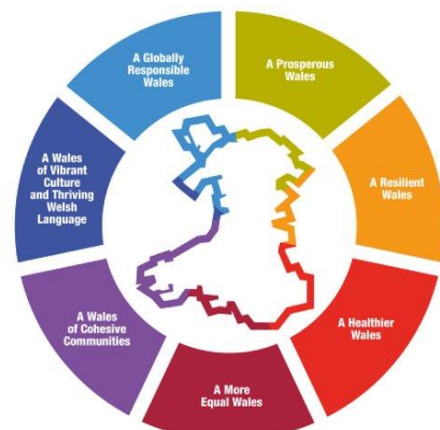 A Globally
Responsible
Wales
A Prosperous
Wales
A Resilient
Wales
A Healthier
Wales
A More
Equal Wales
A Wales
of Cohesive
Communities
A Wales
of Vibrant
Culture
and Thriving
Welsh
Language